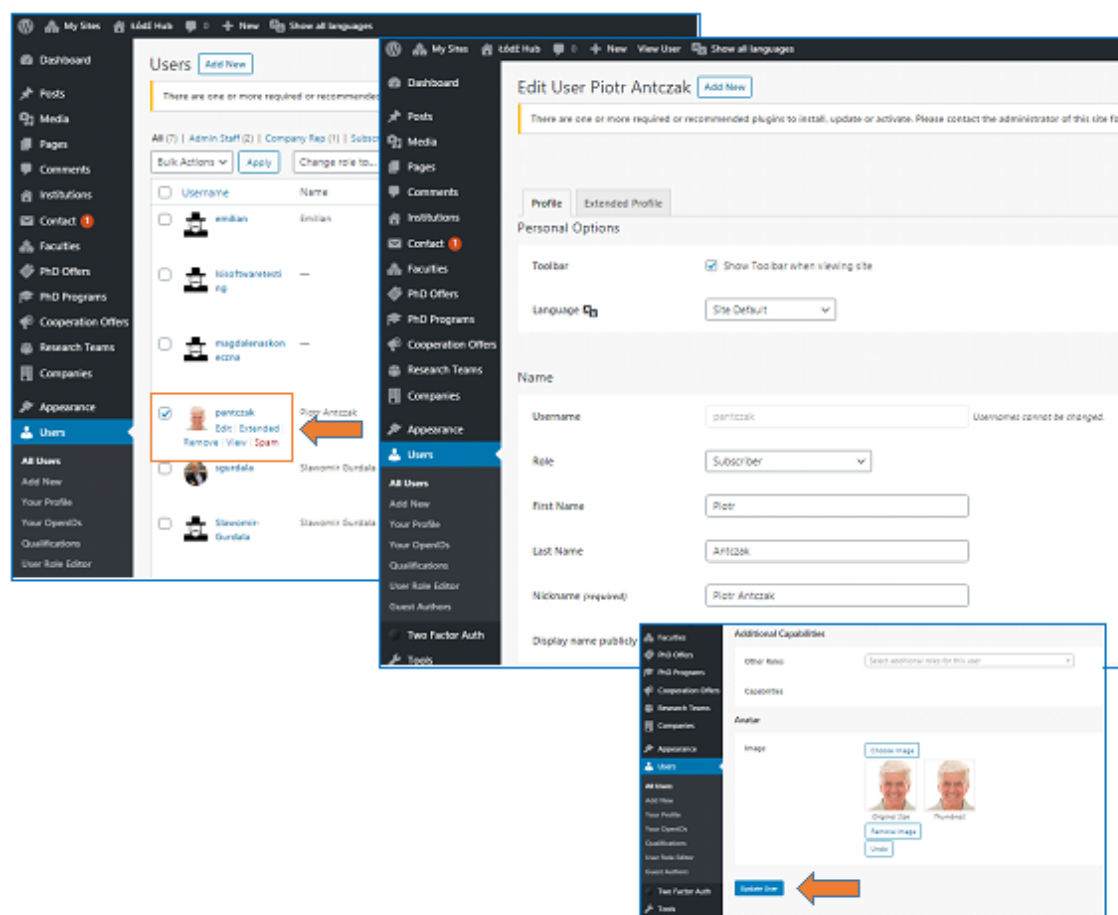 My Sites Łódź Hub 0 New Show all languages
Dashboard
Posts
Media
Pages
Comments
Institutions
Contact 1
Faculties
PhD Offers
PhD Programs
Cooperation Offers
Research Teams
Companies
Appearance
Users
All Users
Add New
Your Profile
Your OpenIDs
Qualifications
User Role Editor
Users Add New
There are one or more required or recommended
All (7) | Admin Staff (2) | Company Rep (1) | Subsc
Bulk Actions Apply Change role to...
Username Name
emilian Emilian
—
magdalenaskon —
eczna
pantczak Piotr Antczak
Edit | Extended |
Remove | View | Spam
sgurdala Slawomir Gurdala
Slawomir- Slawomir Gurdala
Gurdala
My Sites Łódź Hub 0 New View User Show all languages
Dashboard
Posts
Media
Pages
Comments
Institutions
Contact 1
Faculties
PhD Offers
PhD Programs
Cooperation Offers
Research Teams
Companies
Appearance
Users
All Users
Add New
Your Profile
Your OpenIDs
Qualifications
User Role Editor
Guest Authors
Two Factor Auth
Tools
Edit User Piotr Antczak Add New
There are one or more required or recommended plugins to install, update or activate. Please contact the administrator of this site fo
Profile Extended Profile
Personal Options
Toolbar Show Toolbar when viewing site
Language Site Default
Name
Username pantczak Usernames cannot be changed.
Role Subscriber
First Name Piotr
Last Name Antczak
Nickname (required) Piotr Antczak
Display name publicly
Faculties
PhD Offers
PhD Programs
Cooperation Offers
Research Teams
Companies
Appearance
Users
All Users
Add New
Your Profile
Your OpenIDs
Qualifications
User Role Editor
Guest Authors
Two Factor Auth
Tools
Additional Capabilities
Other Roles Select additional roles for this user
Capabilities
Avatar
Image Choose Image
Original Size Thumbnail
Remove Image
Undo
Update User